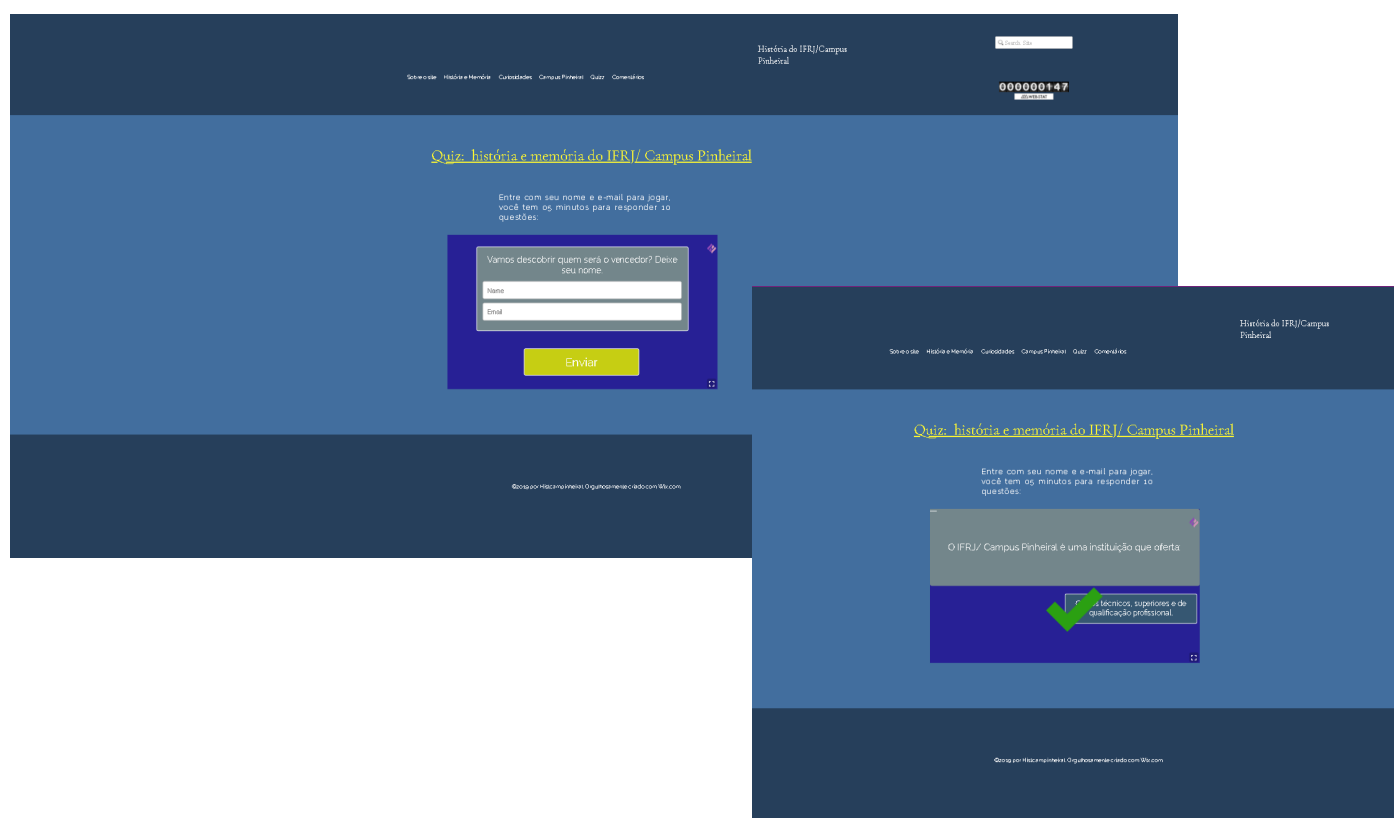 História do IFRJ/Campus
Pinheiral
Search Site
Sobre o site História e Memória Curiosidades Campus Pinheiral Quizz Comentários
000000147
Quiz: história e memória do IFRJ/ Campus Pinheiral
Entre com seu nome e e-mail para jogar,
você tem 05 minutos para responder 10
questões:
Vamos descobrir quem será o vencedor? Deixe
seu nome.
Name
Email
Enviar
©2019 por Histcampinheiral. Orgulhosamente criado com Wix.com
História do IFRJ/Campus
Pinheiral
Sobre o site História e Memória Curiosidades Campus Pinheiral Quizz Comentários
Quiz: história e memória do IFRJ/ Campus Pinheiral
Entre com seu nome e e-mail para jogar,
você tem 05 minutos para responder 10
questões:
O IFRJ/ Campus Pinheiral é uma instituição que oferta:
técnicos, superiores e de
qualificação profissional.
©2019 por Histcampinheiral. Orgulhosamente criado com Wix.com